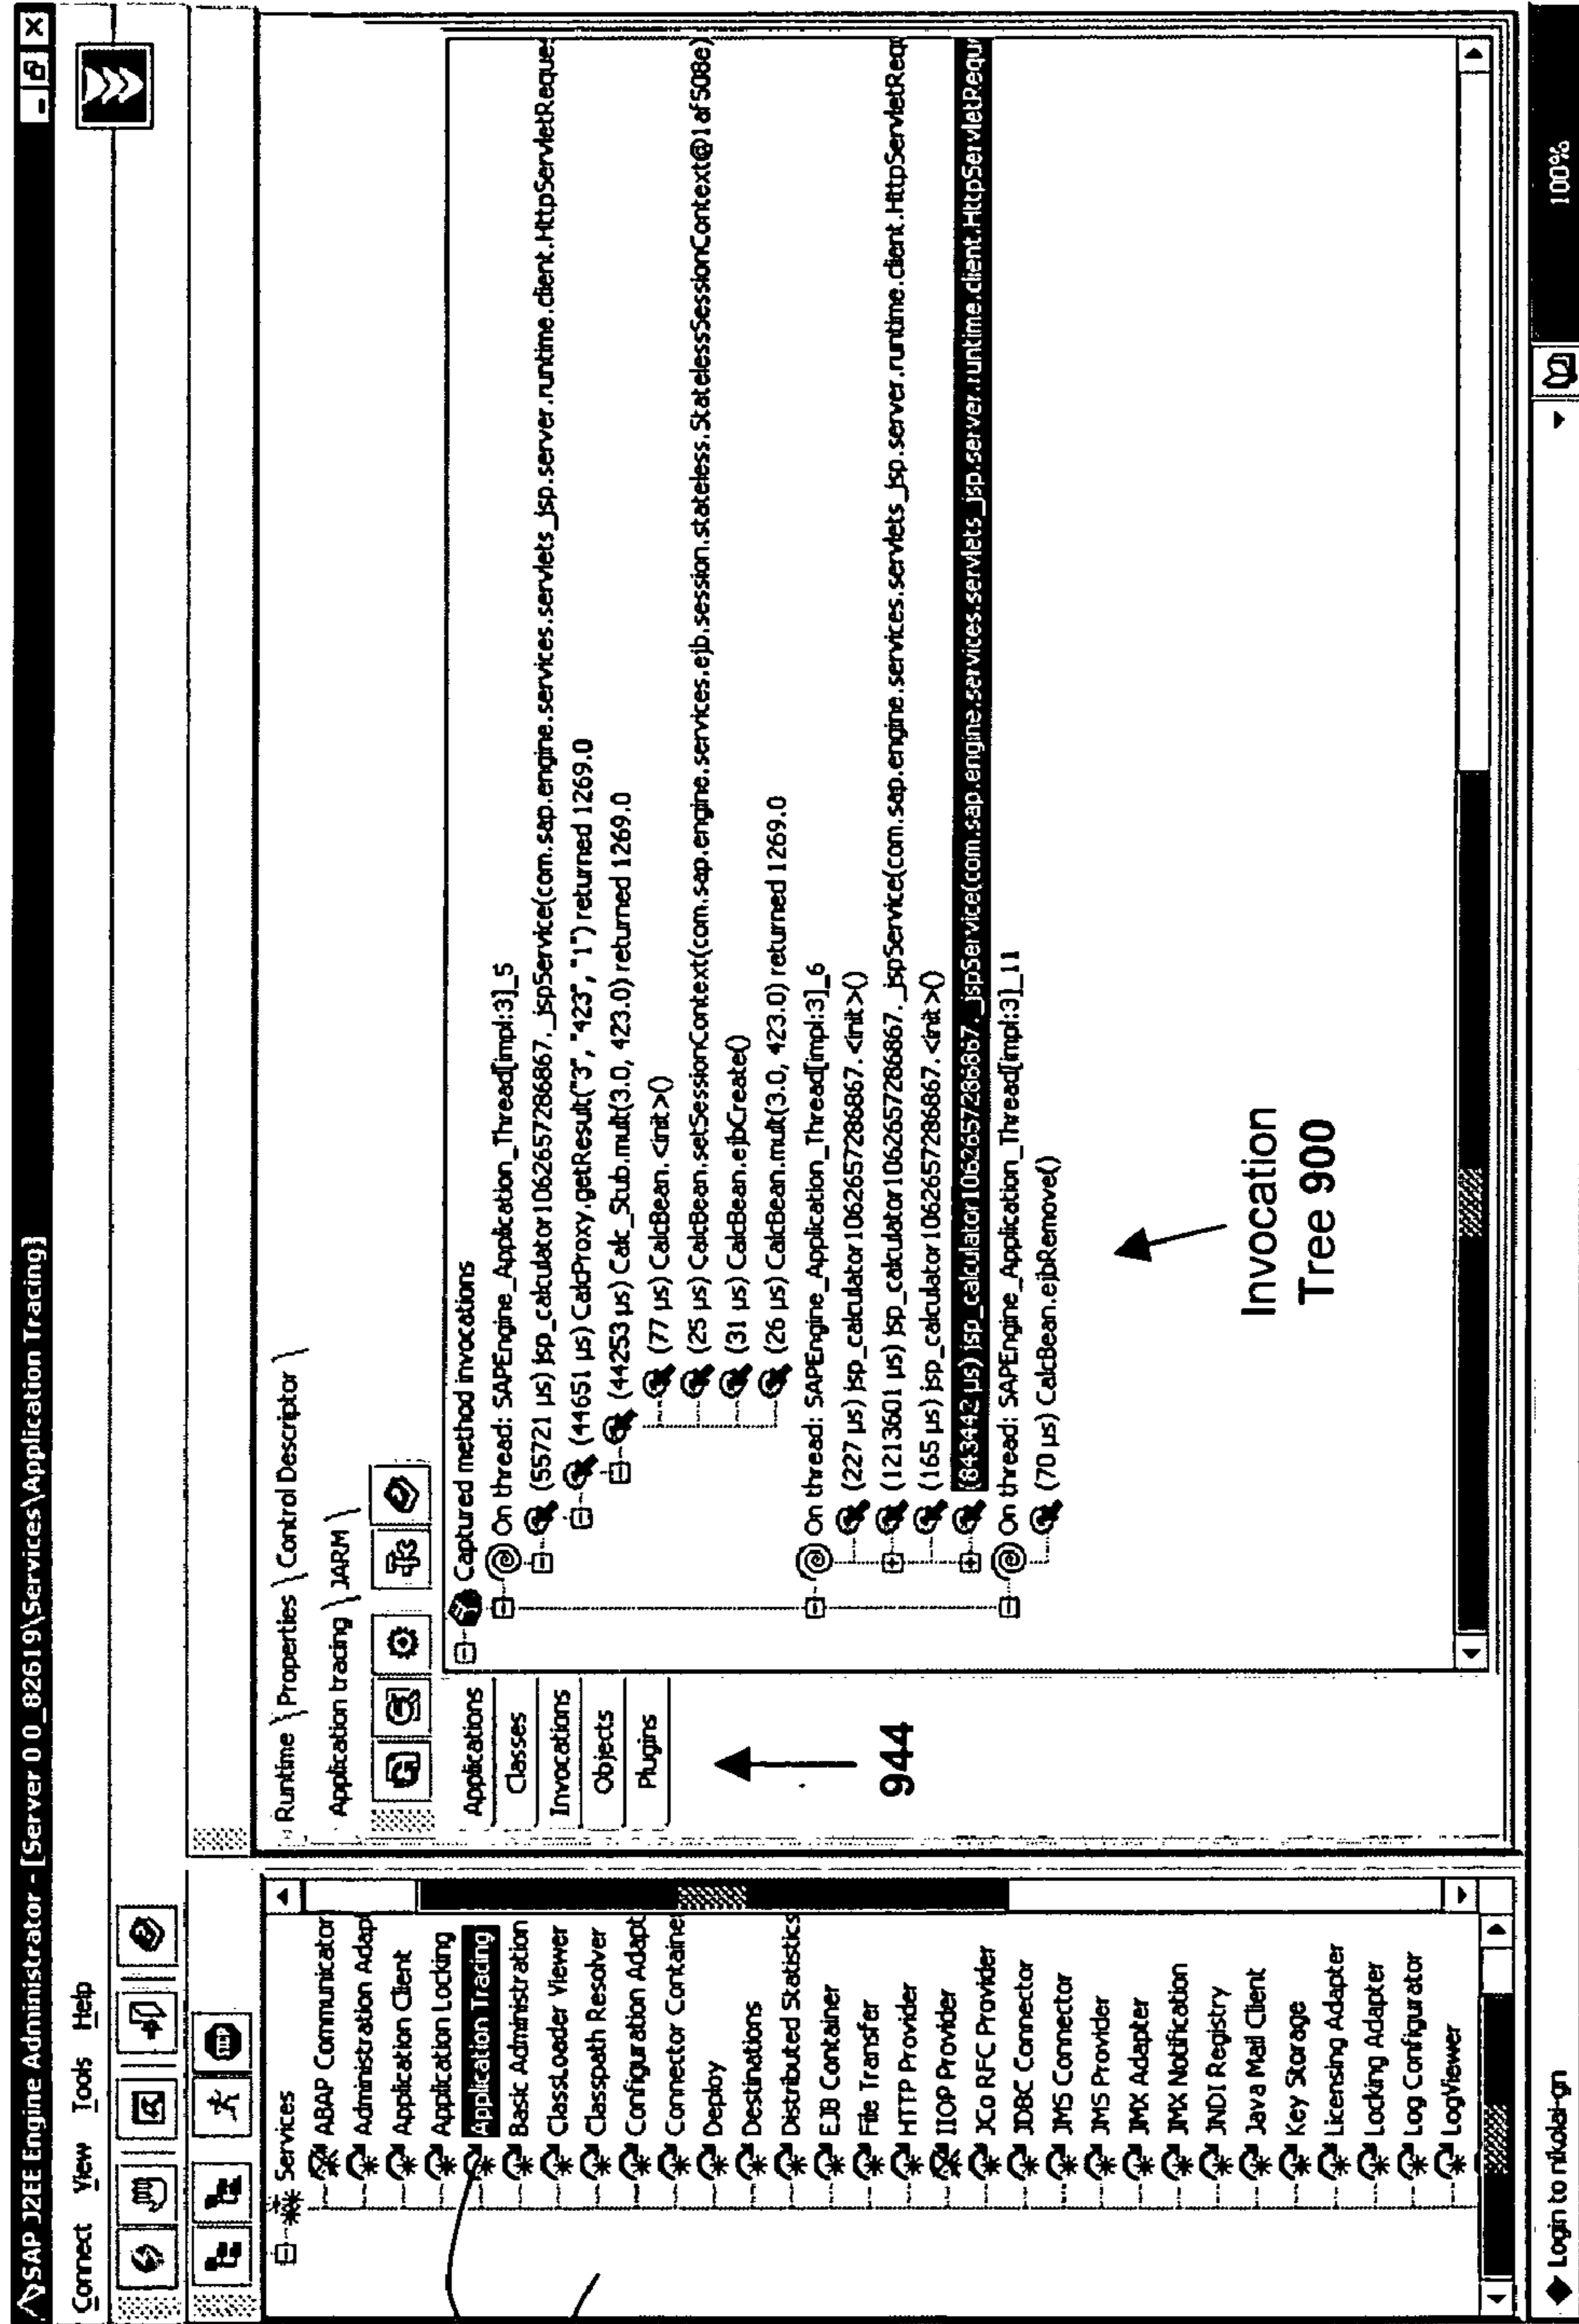 SAP J2EE Engine Administrator - [Server 0 0_82619\Services\Application Tracing]
Connect View Tools Help
Services
ABAP Communicator
Administration Adapt
Application Client
Application Locking
Application Tracing
Basic Administration
ClassLoader Viewer
Classpath Resolver
Configuration Adapt
Connector Container
Deploy
Destinations
Distributed Statistics
EJB Container
File Transfer
HTTP Provider
IIOP Provider
JCo RFC Provider
JDBC Connector
JMS Connector
JMS Provider
JMX Adapter
JMX Notification
JNDI Registry
Java Mail Client
Key Storage
Licensing Adapter
Locking Adapter
Log Configurator
LogViewer
Runtime \ Properties \ Control Descriptor \
Application tracing \ JARM \
Applications
Classes
Invocations
Objects
Plugins
944
Captured method invocations
On thread: SAPEngine_Application_Thread[impl:3]_5
(55721 µs) jsp_calculator1062657286867._jspService(com.sap.engine.services.servlets_jsp.server.runtime.client.HttpServletReques
(44651 µs) CalcProxy.getResult("3", "423", "1") returned 1269.0
(44253 µs) Calc_Stub.mult(3.0, 423.0) returned 1269.0
(77 µs) CalcBean.<init>()
(25 µs) CalcBean.setSessionContext(com.sap.engine.services.ejb.session.stateless.StatelessSessionContext@1af508e)
(31 µs) CalcBean.ejbCreate()
(26 µs) CalcBean.mult(3.0, 423.0) returned 1269.0
On thread: SAPEngine_Application_Thread[impl:3]_6
(227 µs) jsp_calculator1062657286867.<init>()
(1213601 µs) jsp_calculator1062657286867._jspService(com.sap.engine.services.servlets_jsp.server.runtime.client.HttpServletReq
(165 µs) jsp_calculator1062657286867.<init>()
(843442 µs) jsp_calculator1062657286867._jspService(com.sap.engine.services.servlets_jsp.server.runtime.client.HttpServletRequ
On thread: SAPEngine_Application_Thread[impl:3]_11
(70 µs) CalcBean.ejbRemove()
Invocation
Tree 900
Login to nikolai-gn
100%